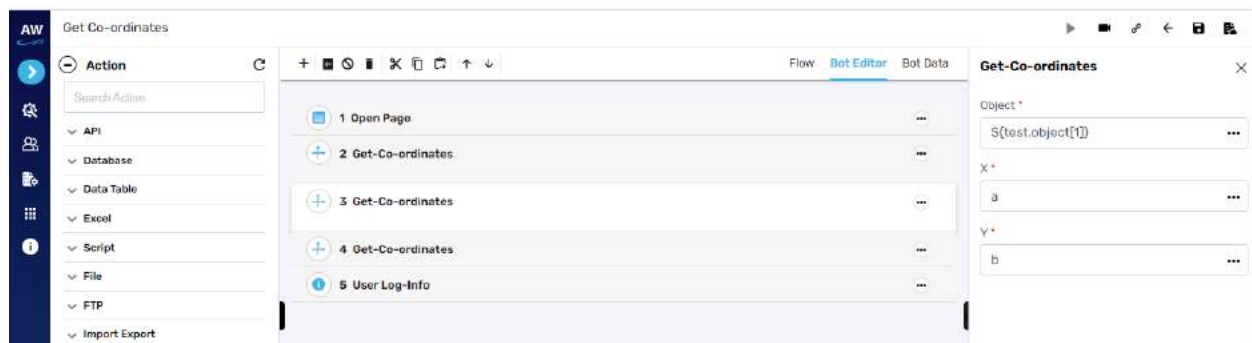 AW
Get Co-ordinates
Action
Search Action
API
Database
Data Table
Excel
Script
File
FTP
Import Export
Flow Bot Editor Bot Data
1 Open Page
2 Get-Co-ordinates
3 Get-Co-ordinates
4 Get-Co-ordinates
5 User Log-Info
Get-Co-ordinates
Object *
${test.object[1]}
X *
a
Y *
b